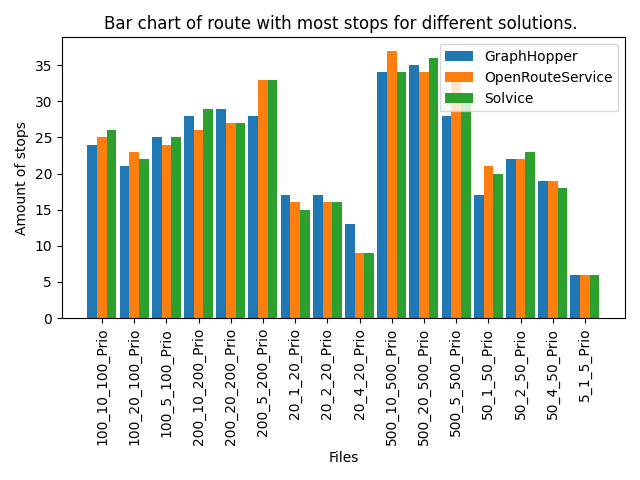 Bar chart of route with most stops for different solutions.
GraphHopper
OpenRouteService
Solvice
Amount of stops
35
30
25
20
15
10
5
0
100_10_100_Prio
100_20_100_Prio
100_5_100_Prio
200_10_200_Prio
200_20_200_Prio
200_5_200_Prio
20_1_20_Prio
20_2_20_Prio
20_4_20_Prio
500_10_500_Prio
500_20_500_Prio
500_5_500_Prio
50_1_50_Prio
50_2_50_Prio
50_4_50_Prio
5_1_5_Prio
Files